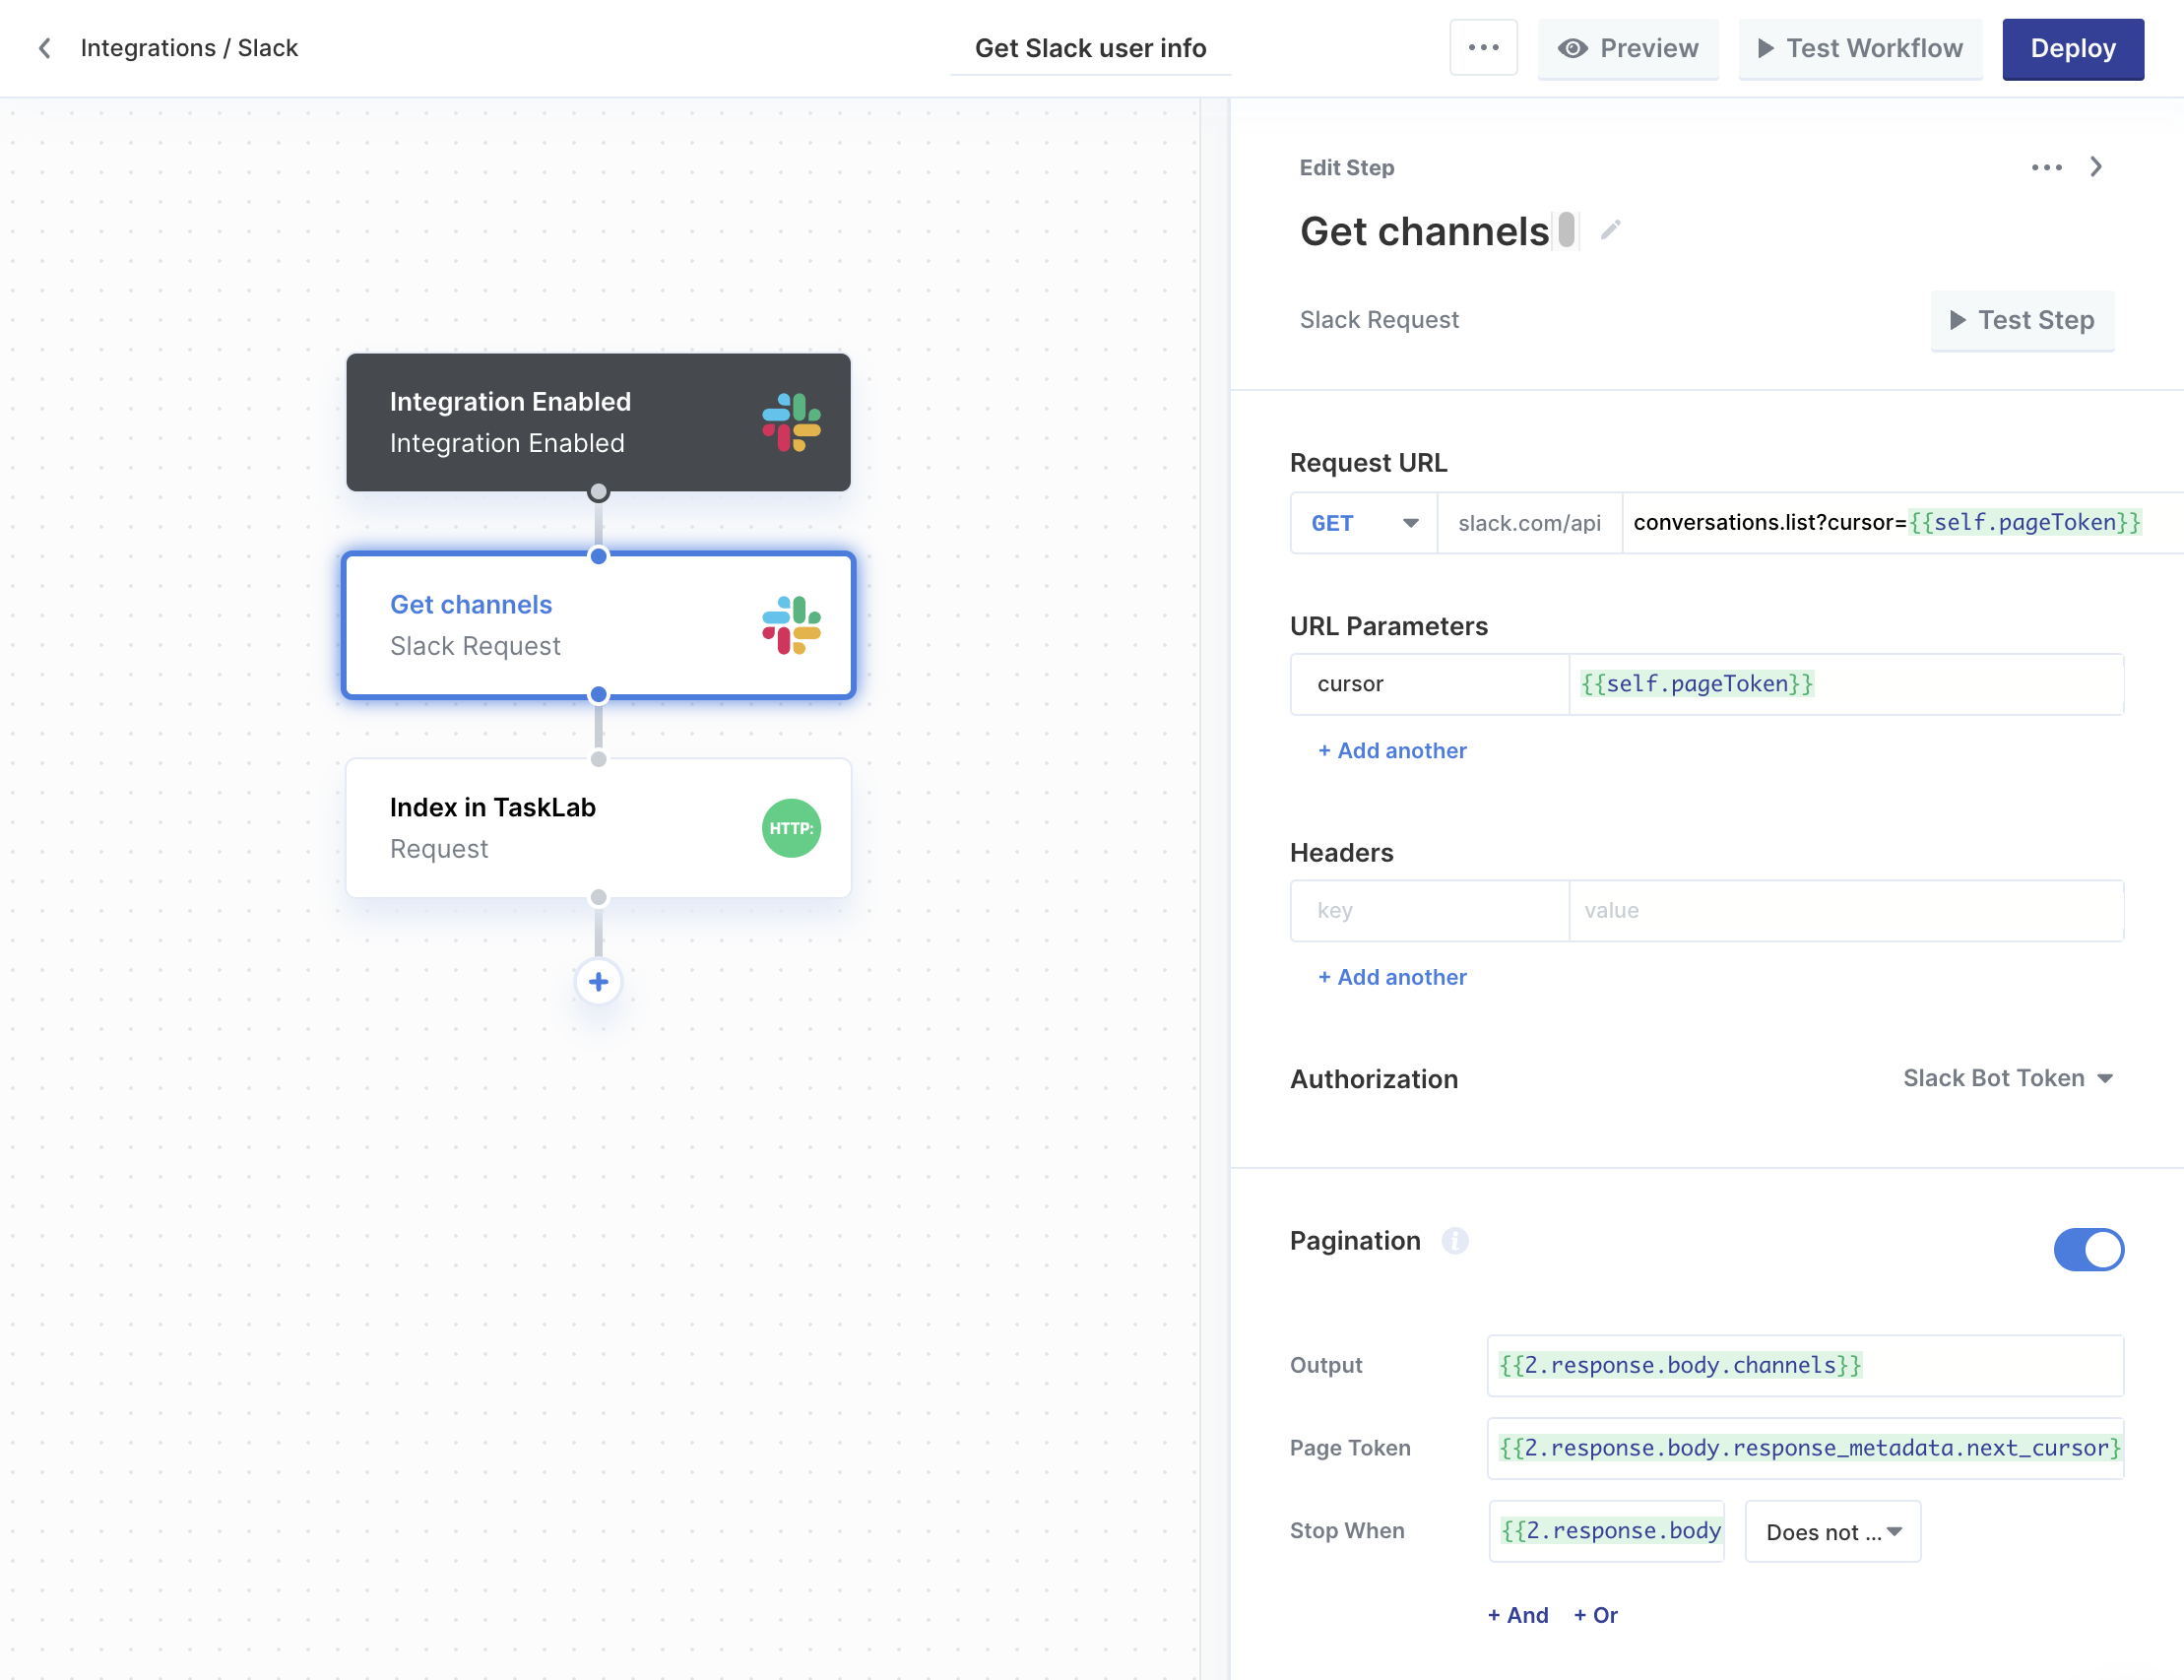 Integrations / Slack
Get Slack user info
Preview
Test Workflow
Deploy
Integration Enabled
Integration Enabled
Get channels
Slack Request
Index in TaskLab
Request
HTTP:
Edit Step
Get channels
Slack Request
Test Step
Request URL
GET
slack.com/api
conversations.list?cursor={{self.pageToken}}
URL Parameters
cursor
{{self.pageToken}}
+ Add another
Headers
key
value
+ Add another
Authorization
Slack Bot Token
Pagination
Output
{{2.response.body.channels}}
Page Token
{{2.response.body.response_metadata.next_cursor}
Stop When
{{2.response.body
Does not ...
+ And
+ Or